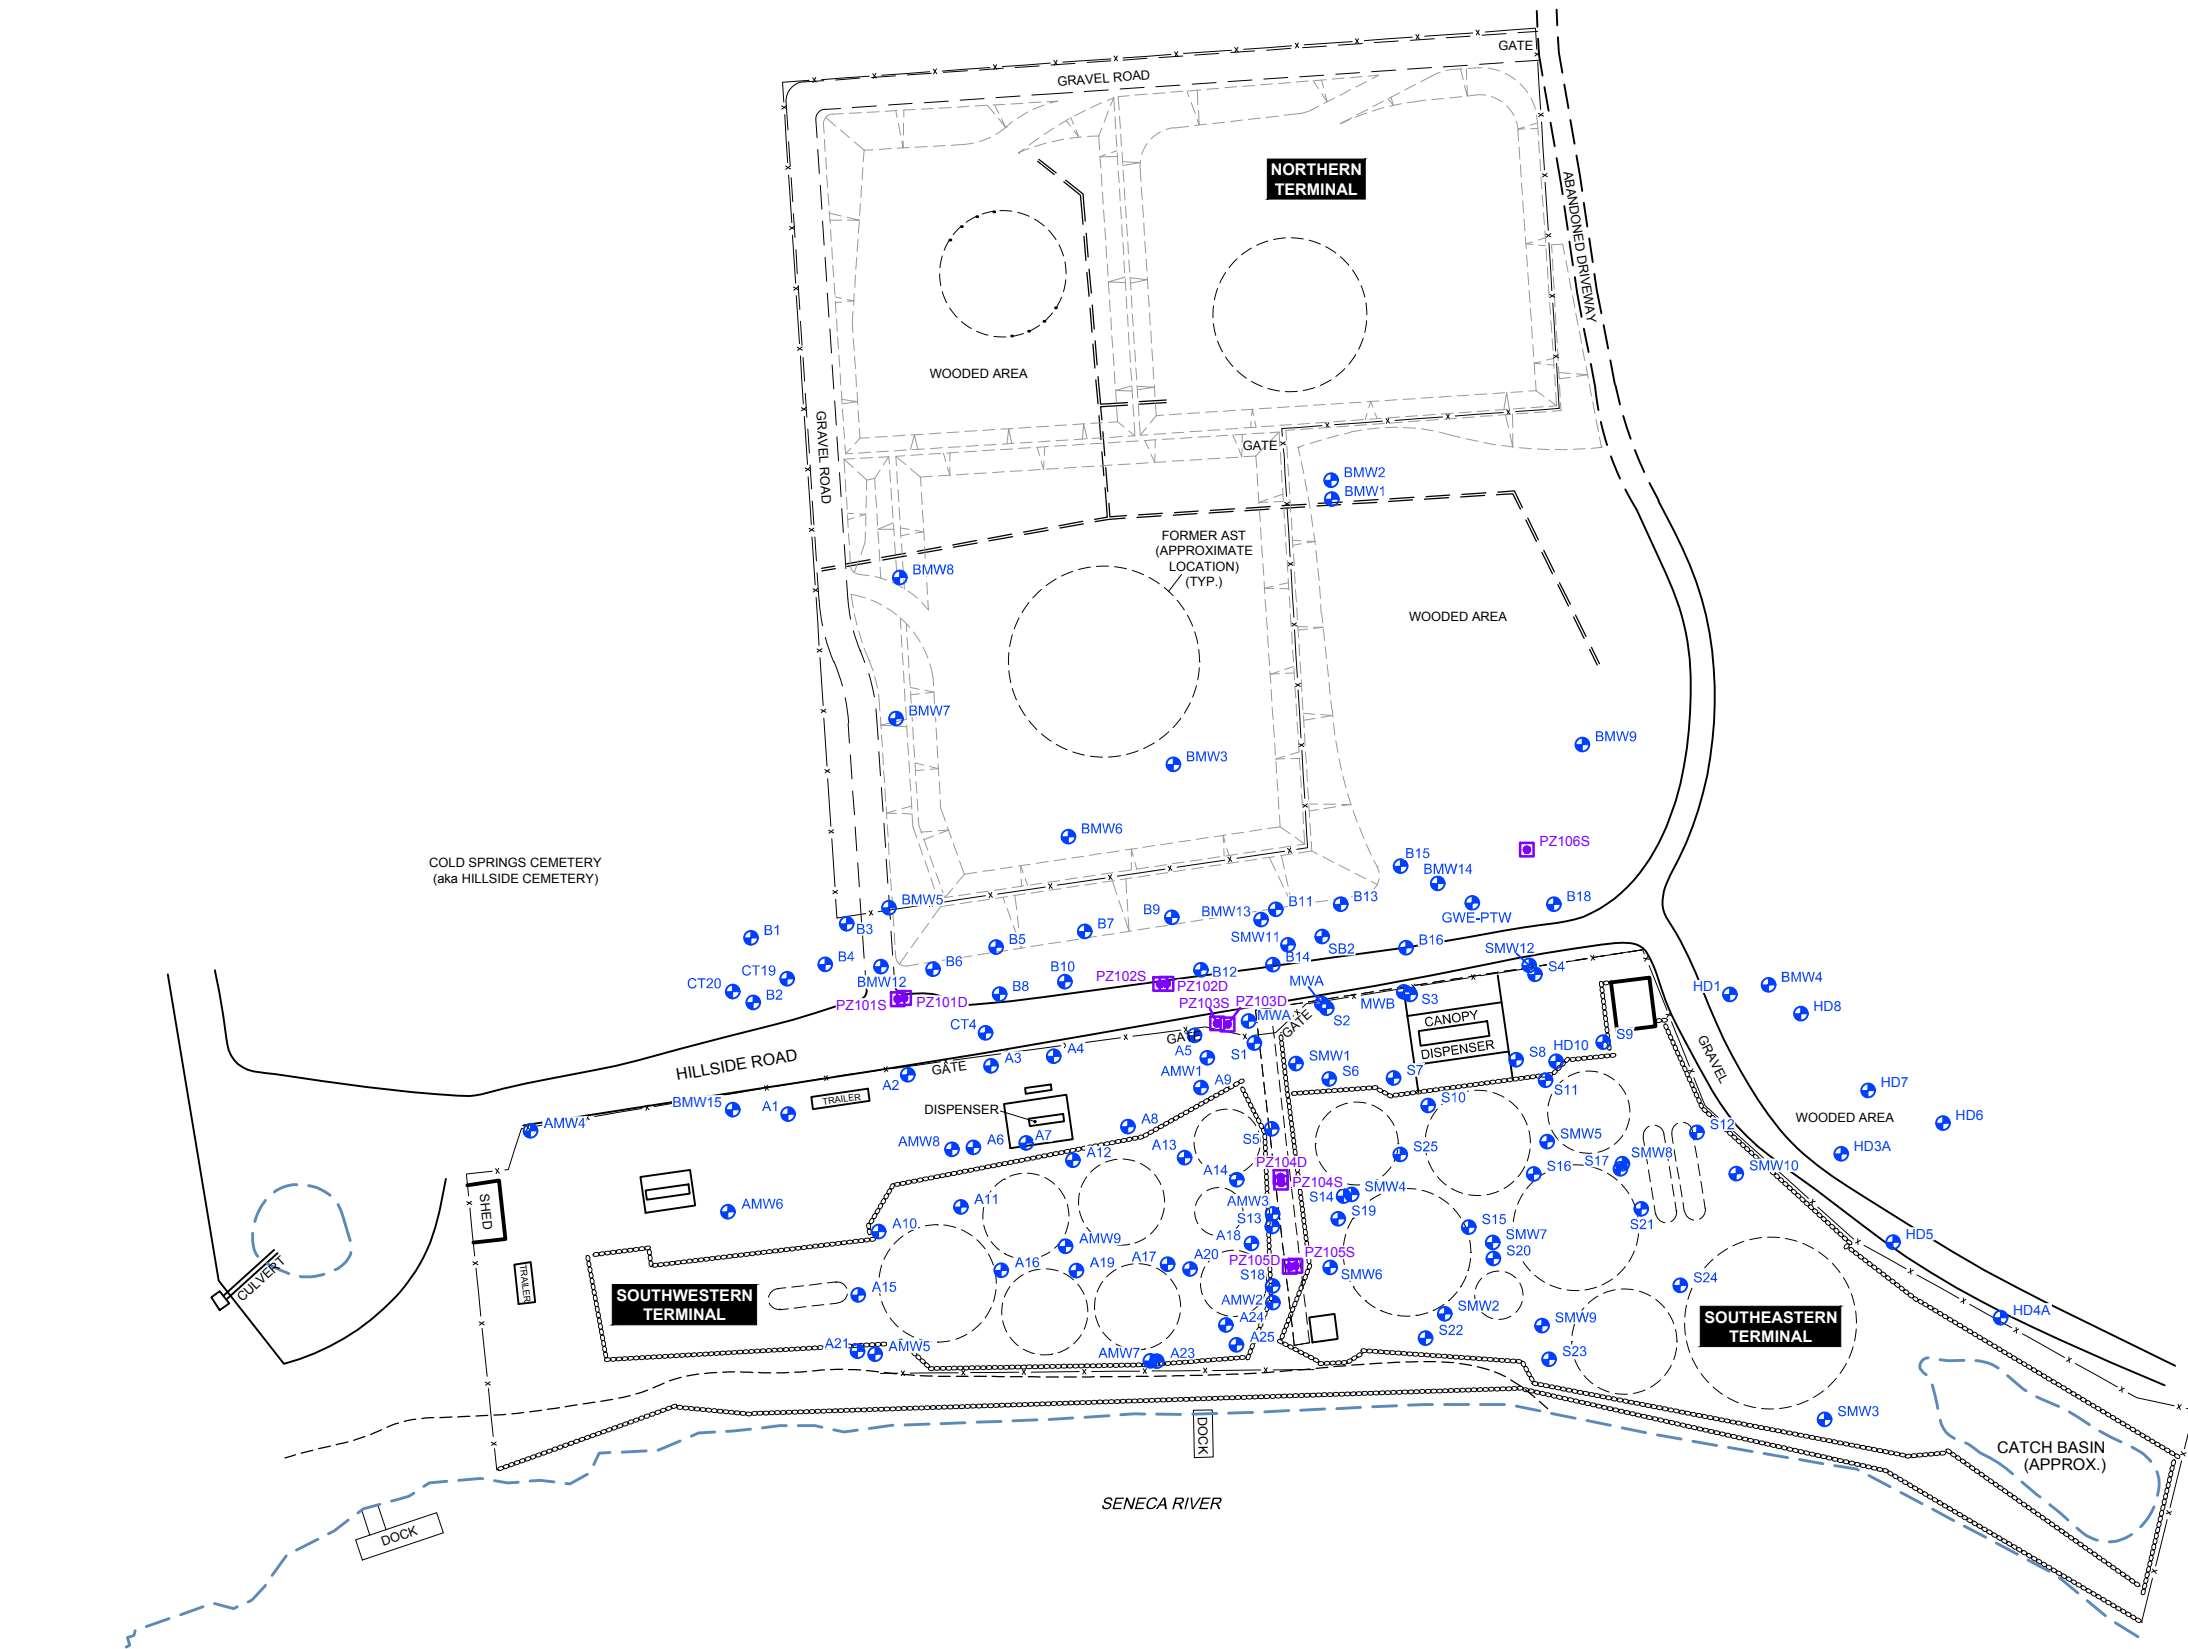 GATE
GRAVEL ROAD
NORTHERN
TERMINAL
ABANDONED DRIVEWAY
WOODED AREA
GRAVEL ROAD
GATE
BMW2
BMW1
FORMER AST
(APPROXIMATE
LOCATION)
(TYP.)
BMW8
WOODED AREA
BMW7
BMW9
BMW3
BMW6
PZ106S
COLD SPRINGS CEMETERY
(aka HILLSIDE CEMETERY)
B15
BMW14
BMW5
B9
BMW13
B11
B13
GWE-PTW
B18
B1
B3
B7
SMW11
SB2
B16
B5
SMW12
B4
BMW12
B6
B14
S4
CT19
CT20
B2
B10
PZ102S
PZ102D
B12
MWA
MWB
S3
HD1
BMW4
HD8
PZ101S
PZ101D
B8
PZ103S
PZ103D
MWA
S2
GATE
CANOPY
DISPENSER
CT4
GATE
A5
S1
S9
HILLSIDE ROAD
GATE
A3
A4
AMW1
SMW1
S8
HD10
GRAVEL
A2
A9
S6
S7
S11
HD7
BMW15
A1
TRAILER
DISPENSER
S10
WOODED AREA
HD6
AMW4
A8
S5
S12
AMW8
A6
A7
A13
S25
SMW5
HD3A
A12
PZ104D
S17
SMW8
SMW10
A14
PZ104S
S16
SHED
AMW6
A11
AMW3
S14
SMW4
S13
S19
S21
A10
AMW9
A18
S15
SMW7
HD5
CULVERT
TRAILER
A16
A19
A17
A20
PZ105D
PZ105S
S20
SOUTHWESTERN
TERMINAL
A15
S18
SMW6
S24
AMW2
SMW2
SMW9
SOUTHEASTERN
TERMINAL
HD4A
A24
A21
AMW5
AMW7
A23
A25
S22
S23
SMW3
DOCK
CATCH BASIN
(APPROX.)
SENECA RIVER
DOCK